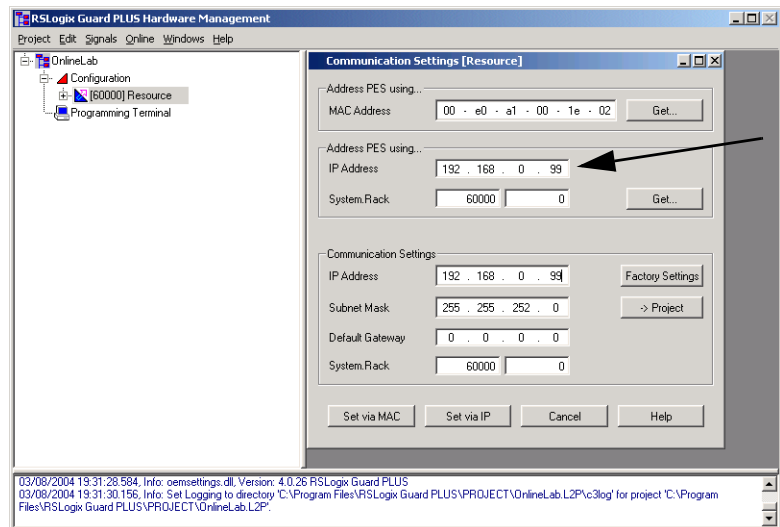 RSLogix Guard PLUS Hardware Management
Project Edit Signals Online Windows Help
OnlineLab
Configuration
[60000] Resource
Programming Terminal
Communication Settings [Resource]
Address PES using...
MAC Address 00 - e0 - a1 - 00 - 1e - 02 Get...
Address PES using...
IP Address 192 . 168 . 0 . 99
System.Rack 60000 0 Get...
Communication Settings
IP Address 192 . 168 . 0 . 99 Factory Settings
Subnet Mask 255 . 255 . 252 . 0 -> Project
Default Gateway 0 . 0 . 0 . 0
System.Rack 60000 0
Set via MAC Set via IP Cancel Help
03/08/2004 19:31:28.584, Info: oemsettings.dll, Version: 4.0.26 RSLogix Guard PLUS
03/08/2004 19:31:30.156, Info: Set Logging to directory 'C:\Program Files\RSLogix Guard PLUS\PROJECT\OnlineLab.L2P\c3log' for project 'C:\Program
Files\RSLogix Guard PLUS\PROJECT\OnlineLab.L2P'.